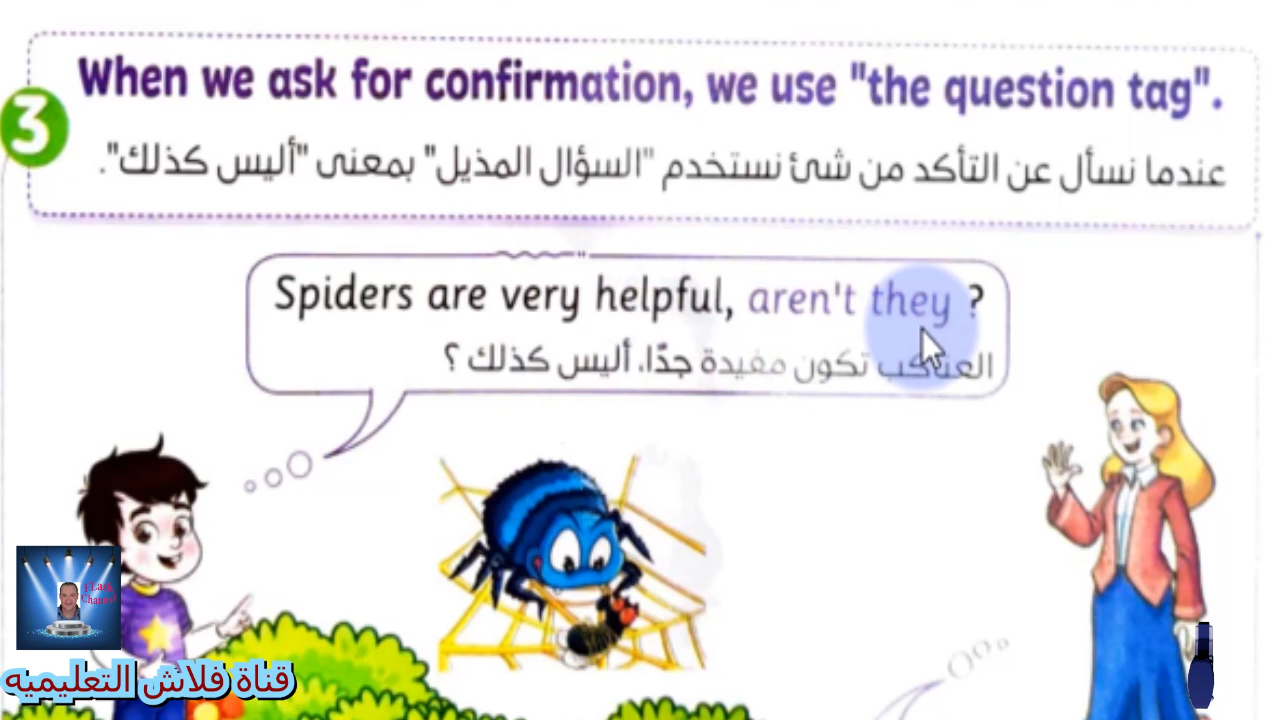 3
When we ask for confirmation, we use "the question tag".
عندما نسأل عن التأكد من شئ نستخدم "السؤال المذيل" بمعنى "أليس كذلك".
Spiders are very helpful, aren't they ?
العناكب تكون مفيدة جدًا، أليس كذلك ؟
FLash
Channel
قناة فلاش التعليميه